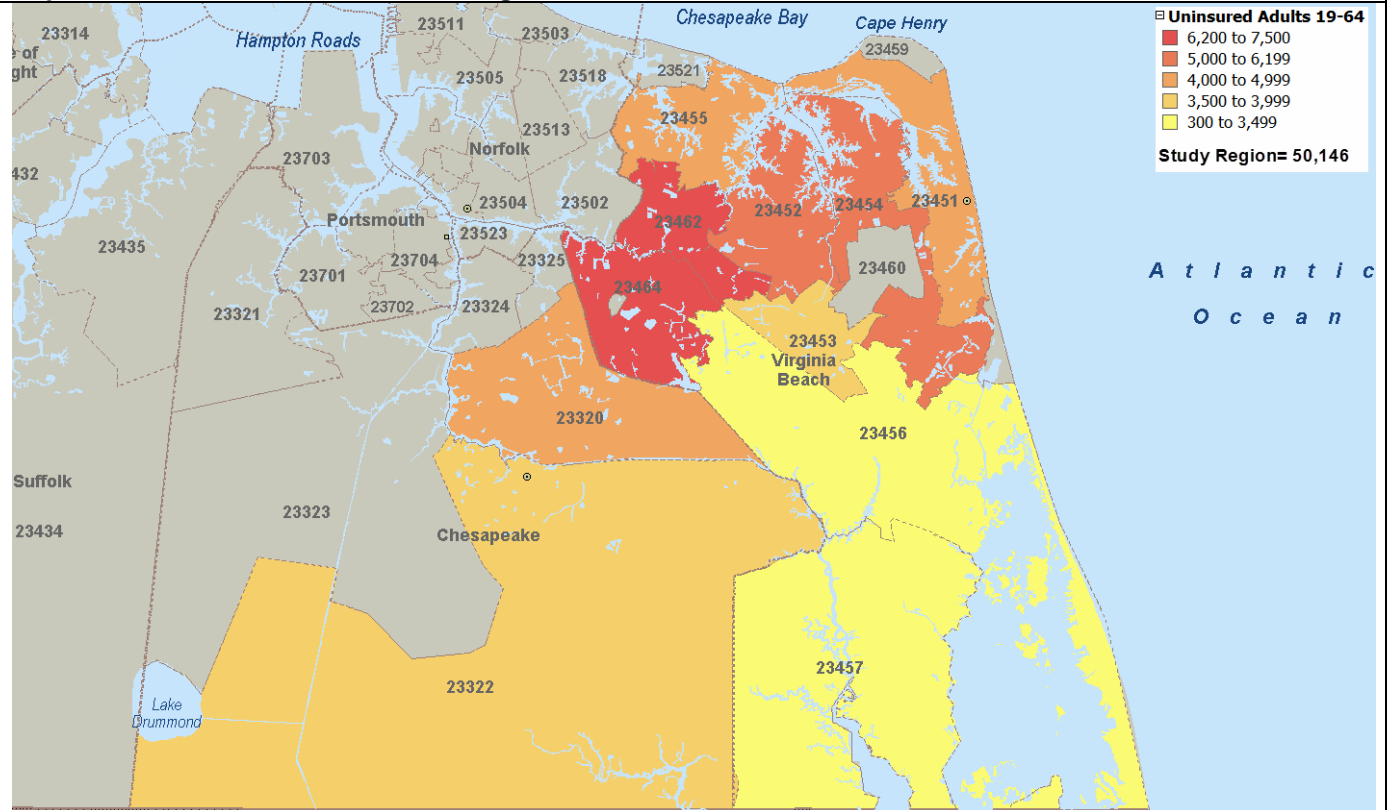 Chesapeake Bay
Cape Henry
Uninsured Adults 19-64
6,200 to 7,500
5,000 to 6,199
4,000 to 4,999
3,500 to 3,999
300 to 3,499
Study Region= 50,146
23314
e of
ght
Hampton Roads
23511
23503
23459
23505
23518
23521
23455
23513
Norfolk
23703
432
23504
23502
23452
23454
23451
Portsmouth
23462
23523
23435
23704
23325
23460
23701
23464
23702
23324
23321
23453
Virginia
Beach
Atlantic
Ocean
23320
23456
Suffolk
23434
23323
Chesapeake
23457
23322
Lake
Drummond